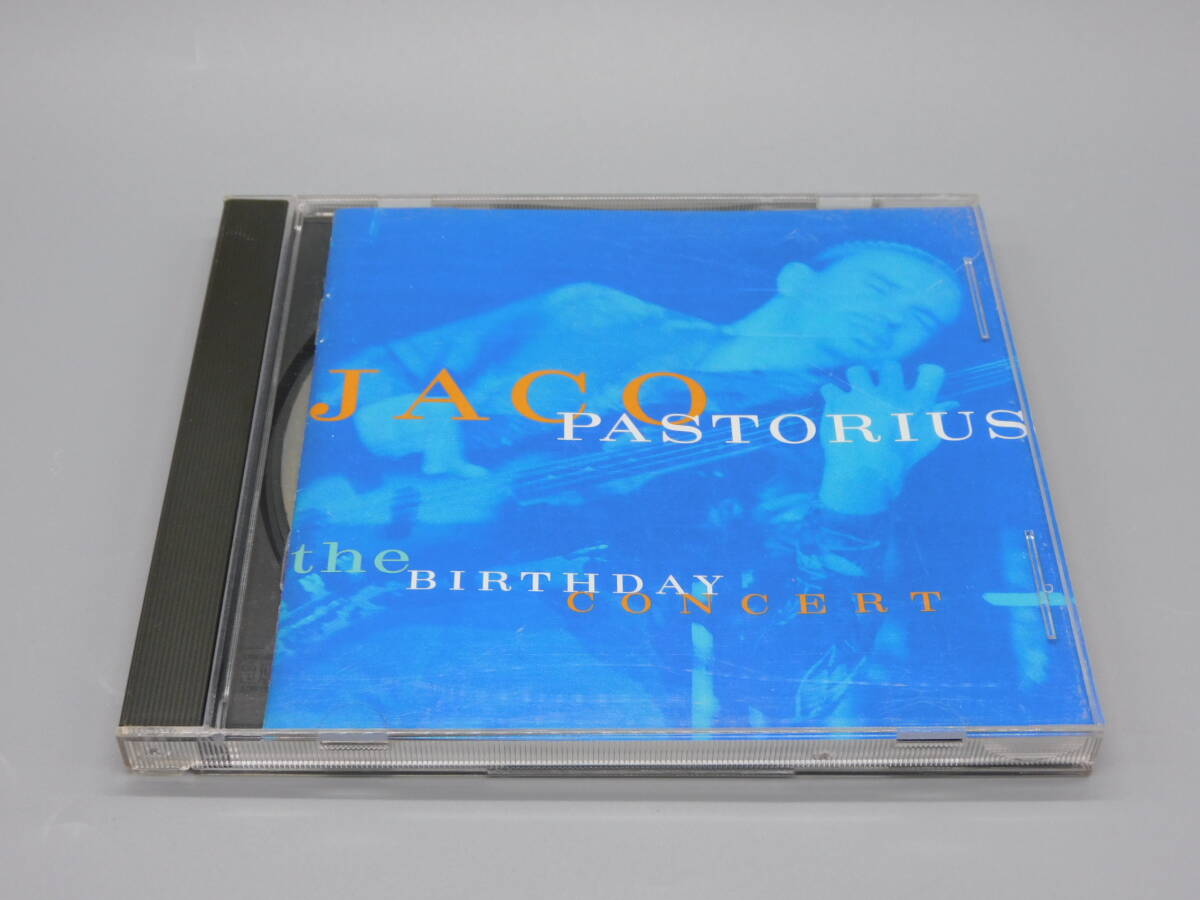 JACO
PASTORIUS
the
BIRTHDAY
CONCERT